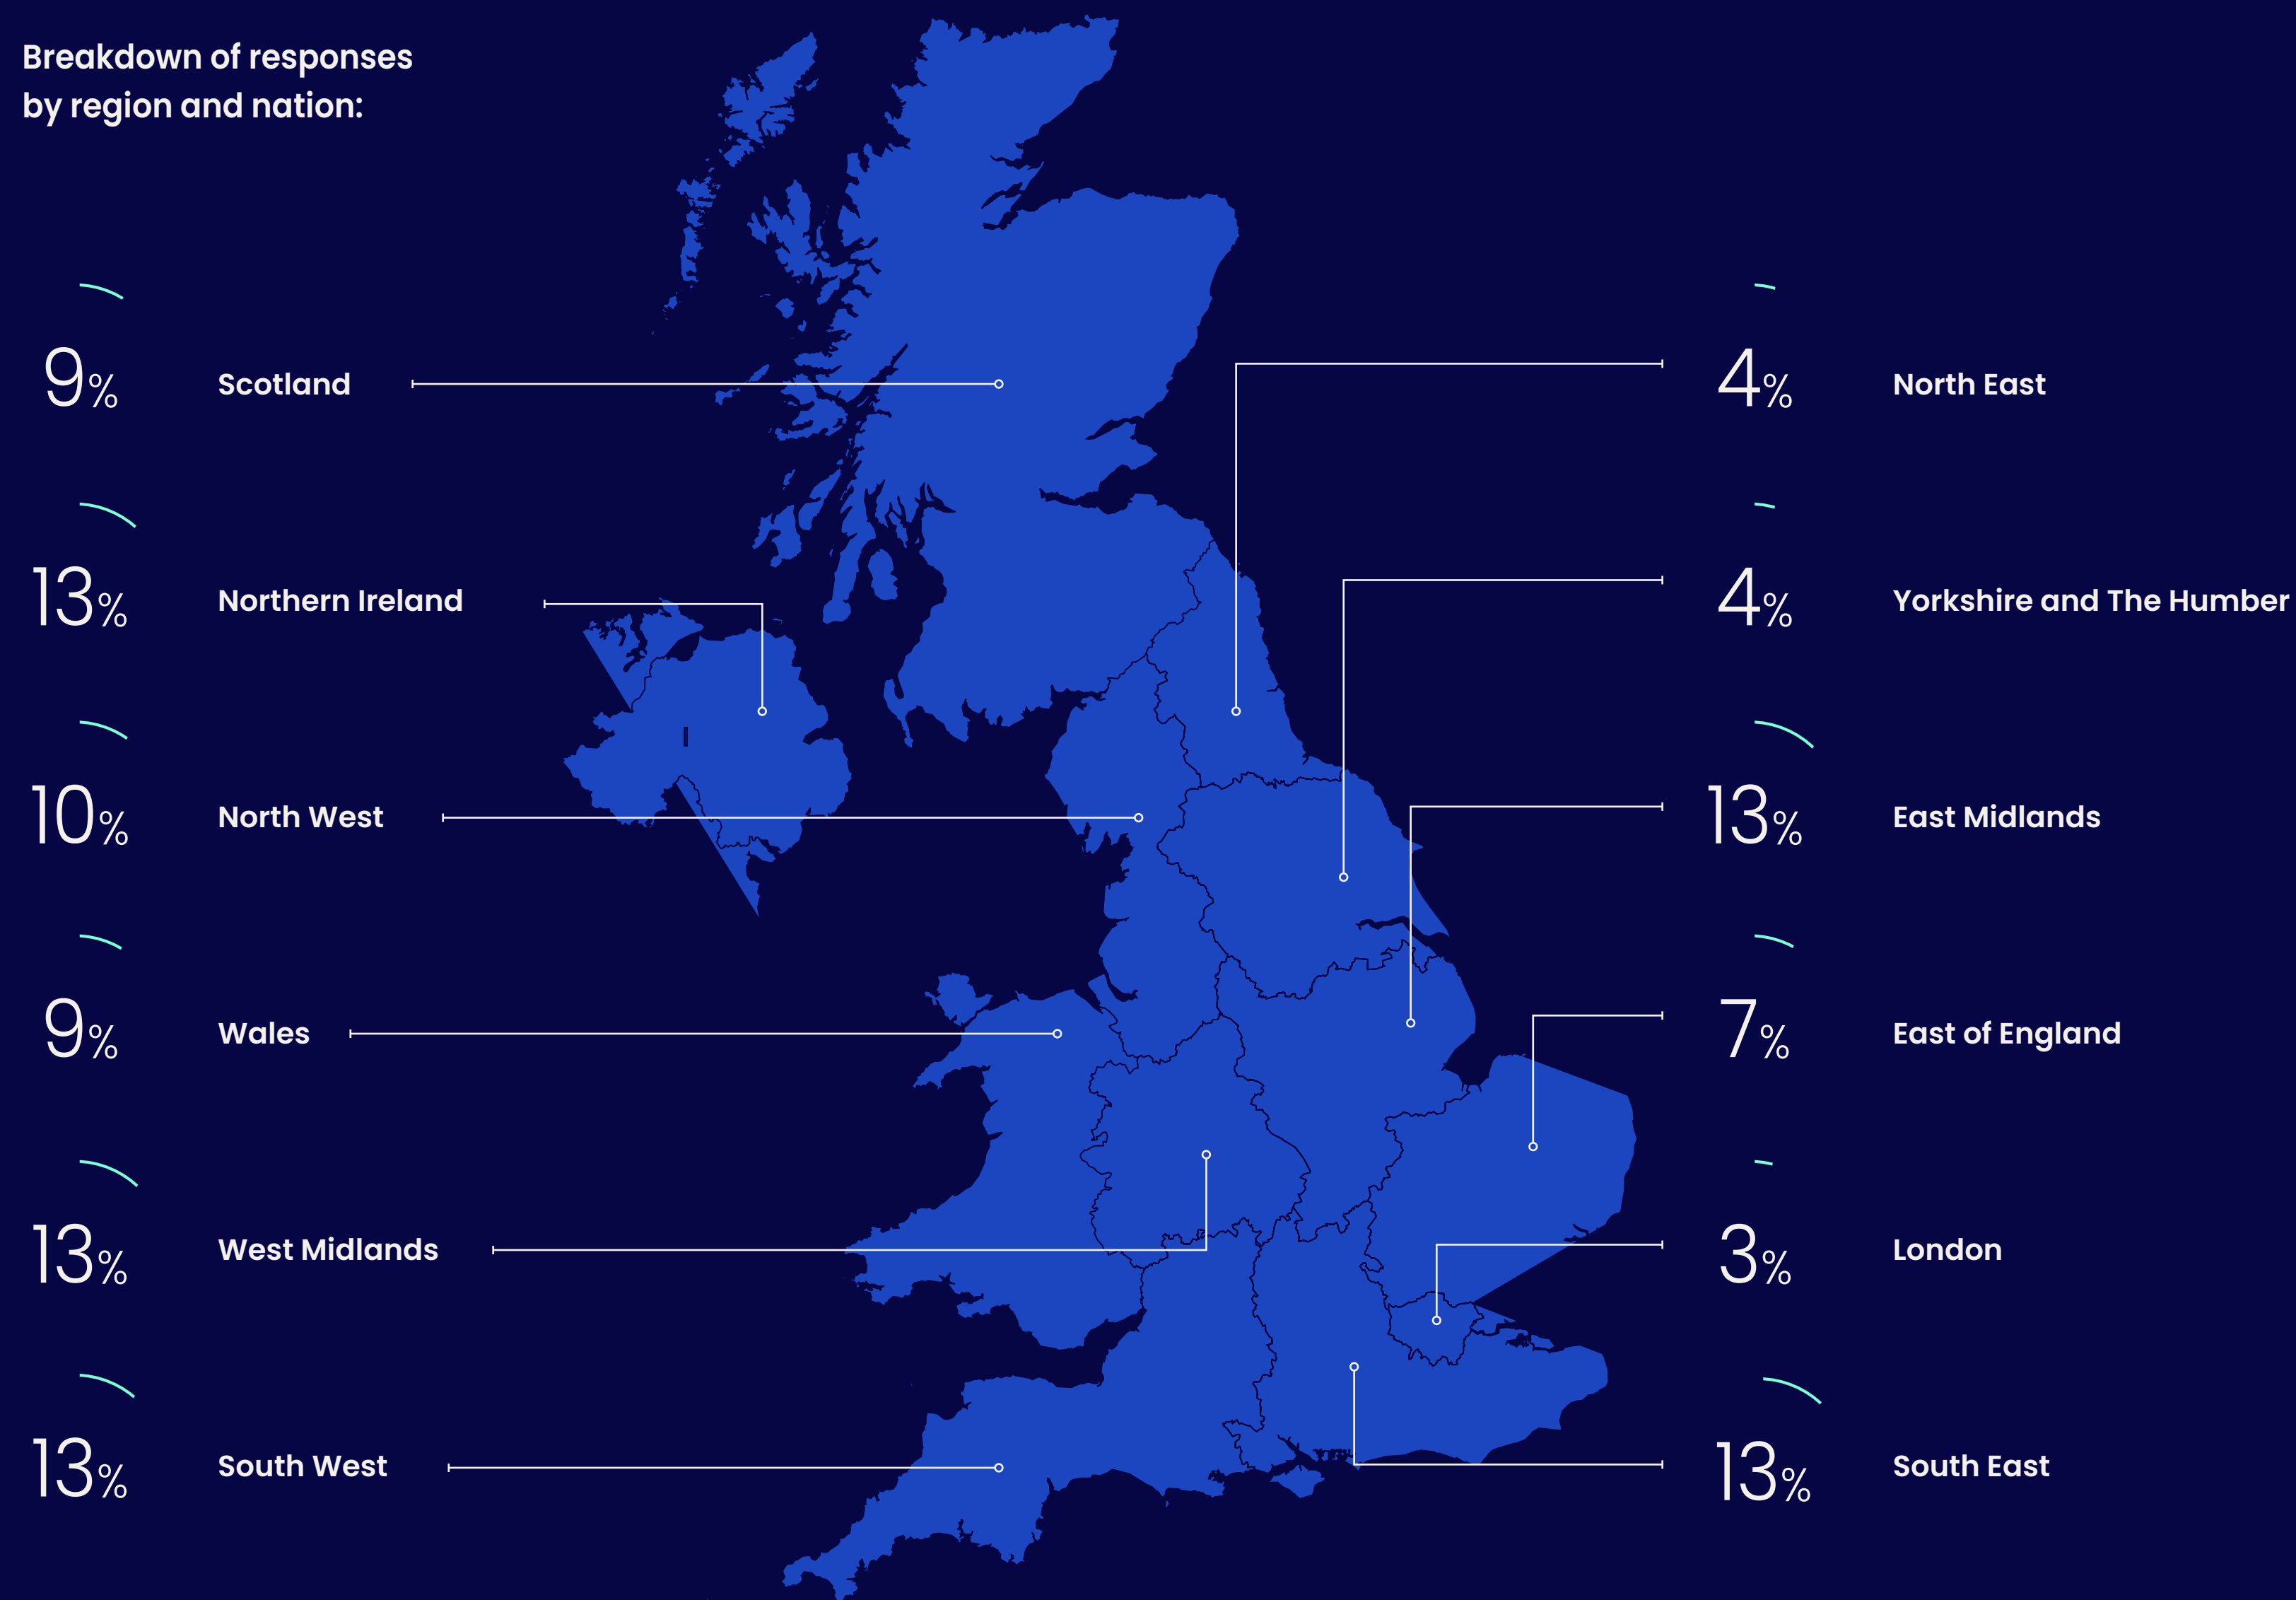 Breakdown of responses
by region and nation:
9% Scotland
13% Northern Ireland
10% North West
9% Wales
13% West Midlands
13% South West
4% North East
4% Yorkshire and The Humber
13% East Midlands
7% East of England
3% London
13% South East